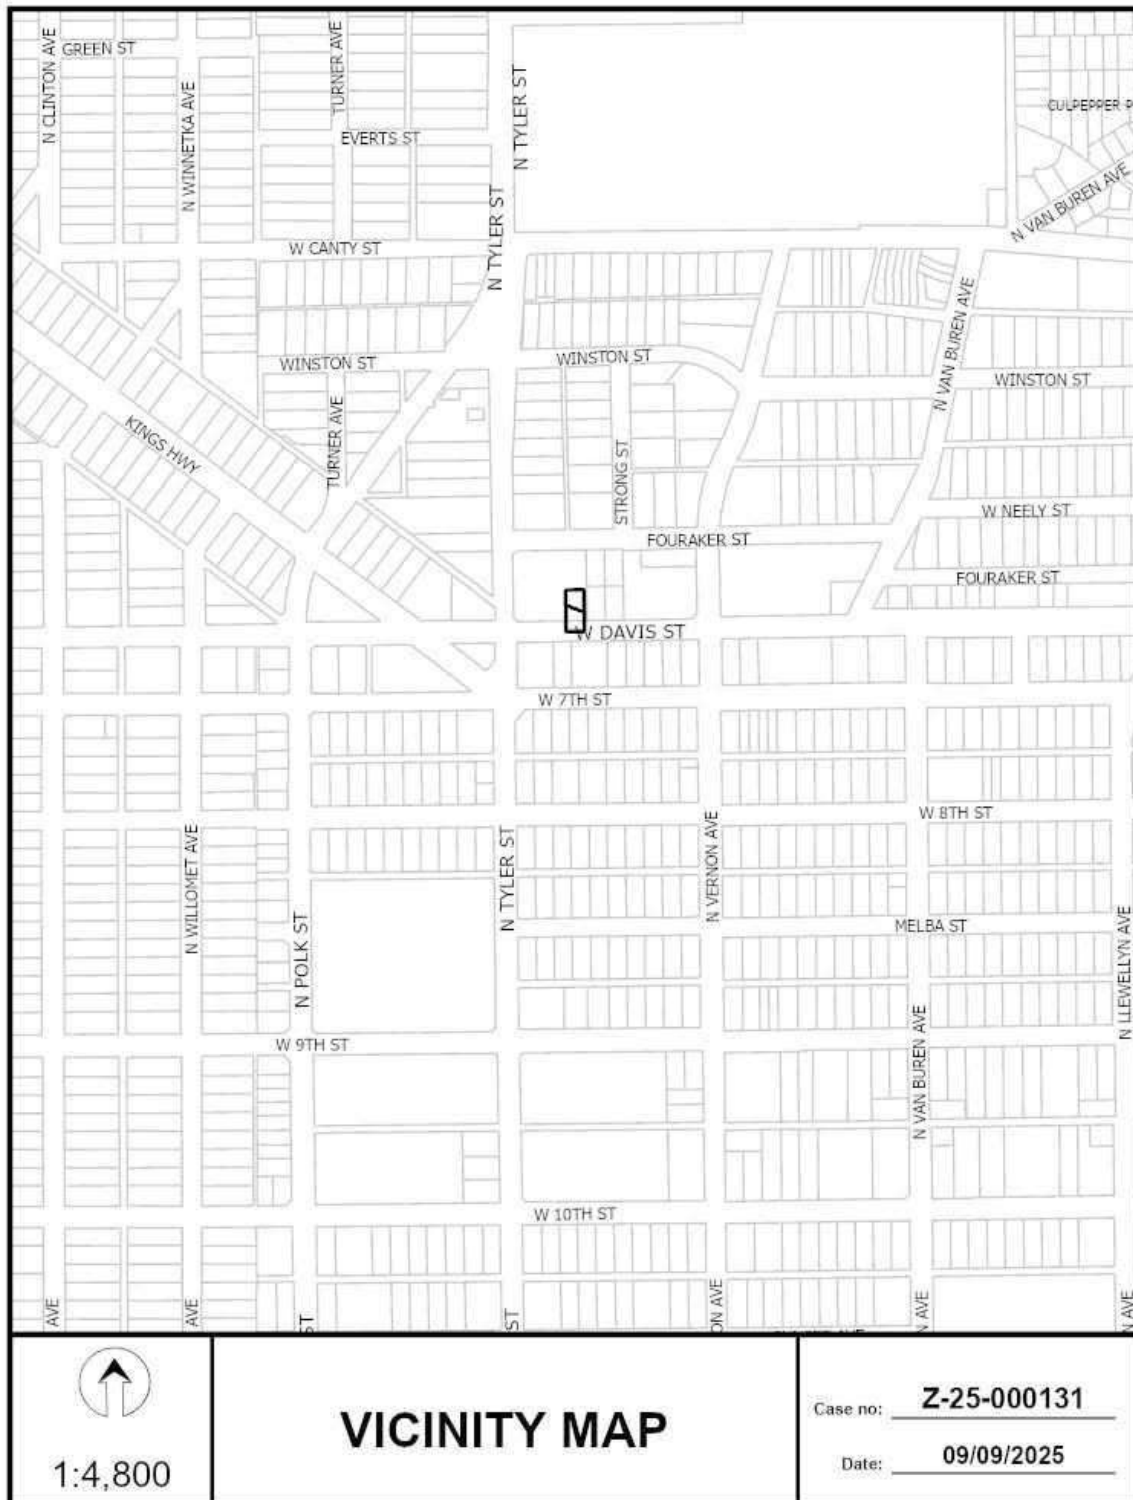 GREEN ST
N CLINTON AVE
N WINNETKA AVE
TURNER AVE
EVERTS ST
N TYLER ST
CULPEPPER P
N VAN BUREN AVE
N TYLER ST
W CANTY ST
N VAN BUREN AVE
WINSTON ST
WINSTON ST
WINSTON ST
KINGS HWY
TURNER AVE
STRONG ST
W NEELY ST
FOURAKER ST
FOURAKER ST
W DAVIS ST
W 7TH ST
W 8TH ST
N WILLOMET AVE
N TYLER ST
N VERNON AVE
MELBA ST
N POLK ST
N LLEWELLYN AVE
W 9TH ST
N VAN BUREN AVE
W 10TH ST
AVE
AVE
ST
ST
ON AVE
N AVE
N AVE
1:4,800
VICINITY MAP
Case no: Z-25-000131
Date: 09/09/2025